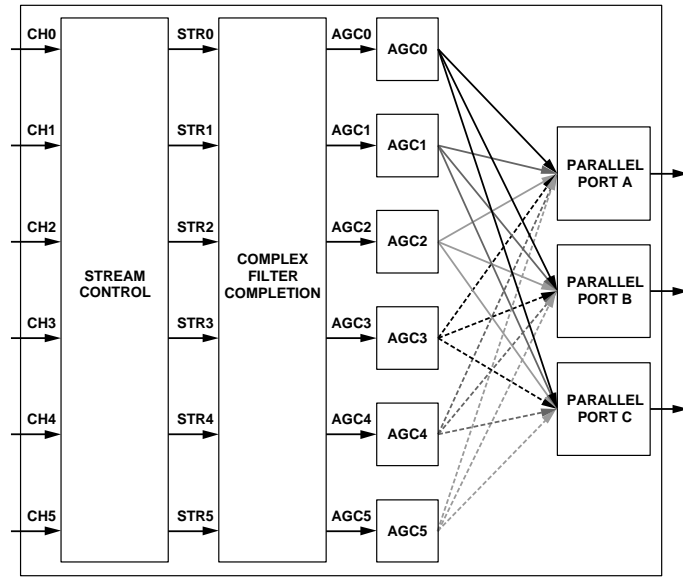 CH0
STR0
AGC0
AGC0
CH1
STR1
AGC1
AGC1
PARALLEL
PORT A
CH2
STR2
AGC2
AGC2
STREAM
CONTROL
COMPLEX
FILTER
COMPLETION
PARALLEL
PORT B
CH3
STR3
AGC3
AGC3
PARALLEL
PORT C
CH4
STR4
AGC4
AGC4
CH5
STR5
AGC5
AGC5